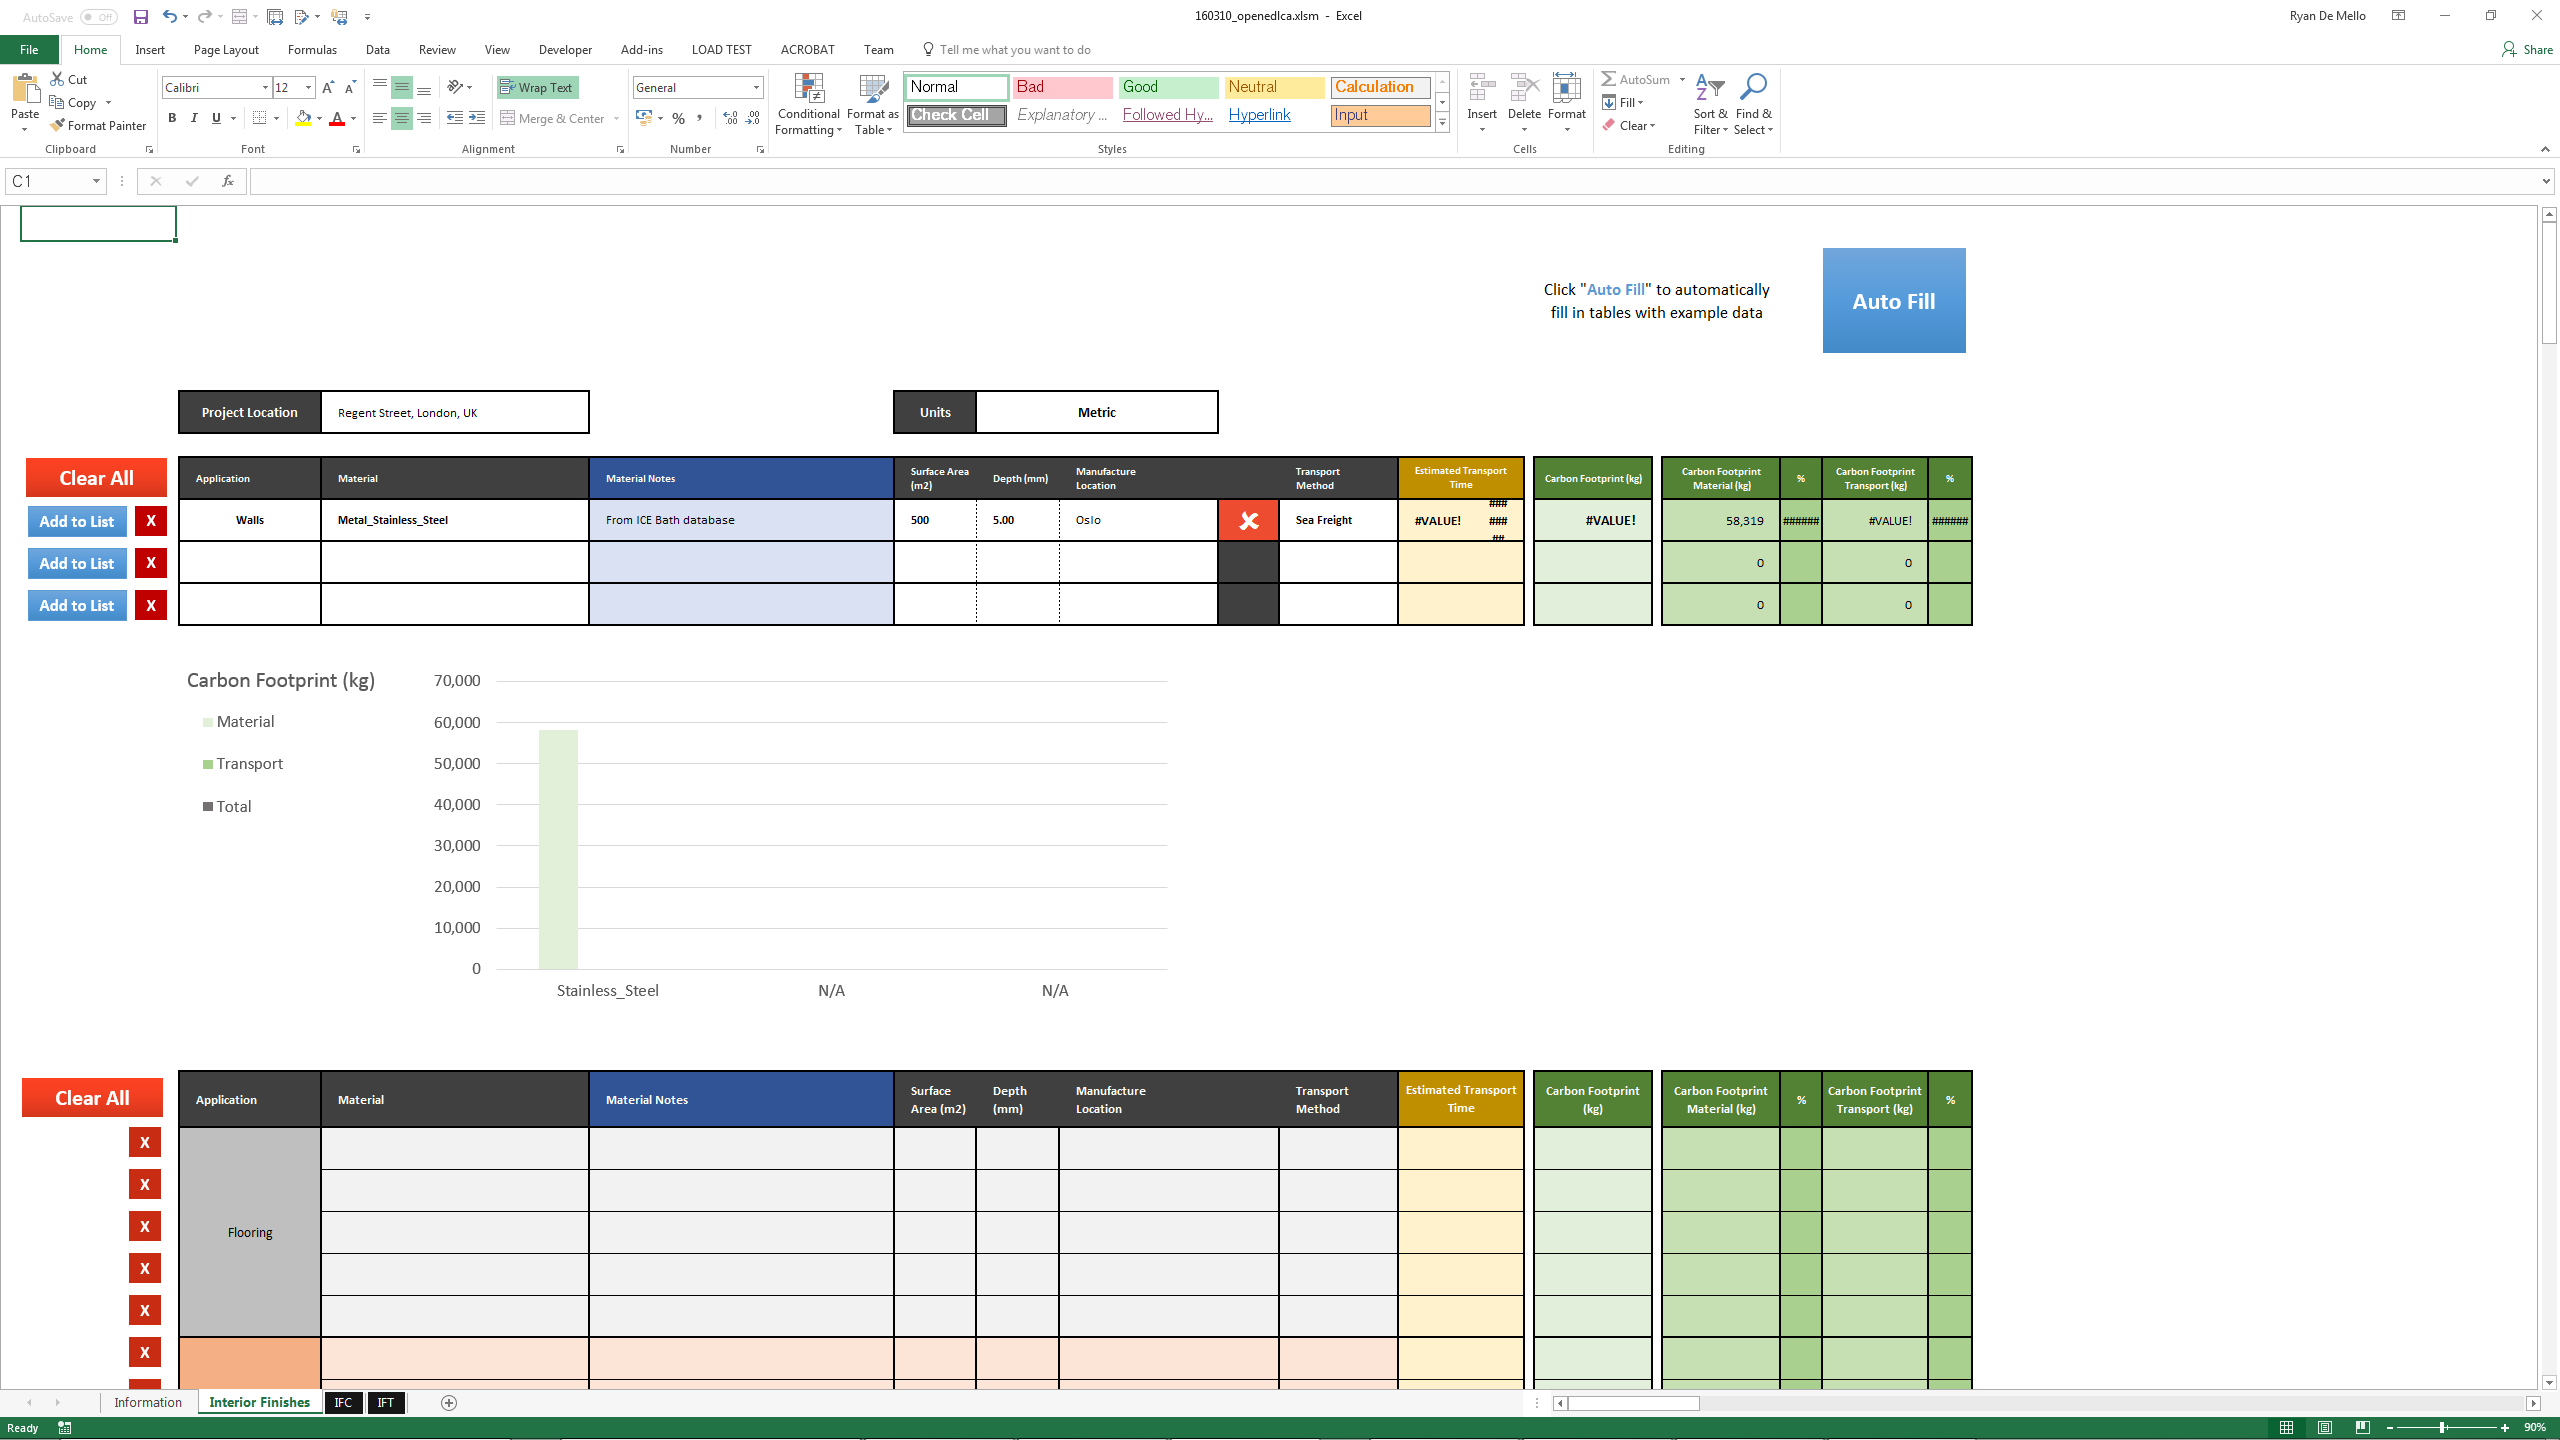 AutoSave Off
160310_openedlca.xlsm - Excel
Ryan De Mello
File Home Insert Page Layout Formulas Data Review View Developer Add-ins LOAD TEST ACROBAT Team Tell me what you want to do Share
Paste
Cut
Copy
Format Painter
Clipboard
Calibri 12
B I U
Font
Wrap Text
Merge & Center
Alignment
General
%
Number
Conditional Formatting
Format as Table
Normal Bad Good Neutral Calculation
Check Cell Explanatory ... Followed Hy... Hyperlink Input
Styles
Insert Delete Format
Cells
AutoSum
Fill
Clear
Sort & Filter
Find & Select
Editing
C1
fx
Click "Auto Fill" to automatically
fill in tables with example data
Auto Fill
Project Location Regent Street, London, UK Units Metric
Clear All
Application Material Material Notes Surface Area (m2) Depth (mm) Manufacture Location Transport Method Estimated Transport Time Carbon Footprint (kg) Carbon Footprint Material (kg) % Carbon Footprint Transport (kg) %
Add to List X Walls Metal_Stainless_Steel From ICE Bath database 500 5.00 Oslo Sea Freight #VALUE! ### ### ## #VALUE! 58,319 ###### #VALUE! ######
Add to List X 0 0
Add to List X 0 0
Carbon Footprint (kg)
Material
Transport
Total
70,000
60,000
50,000
40,000
30,000
20,000
10,000
0
Stainless_Steel N/A N/A
Clear All
Application Material Material Notes Surface Area (m2) Depth (mm) Manufacture Location Transport Method Estimated Transport Time Carbon Footprint (kg) Carbon Footprint Material (kg) % Carbon Footprint Transport (kg) %
X
X
X
Flooring
X
X
X
Information Interior Finishes IFC IFT
Ready
90%